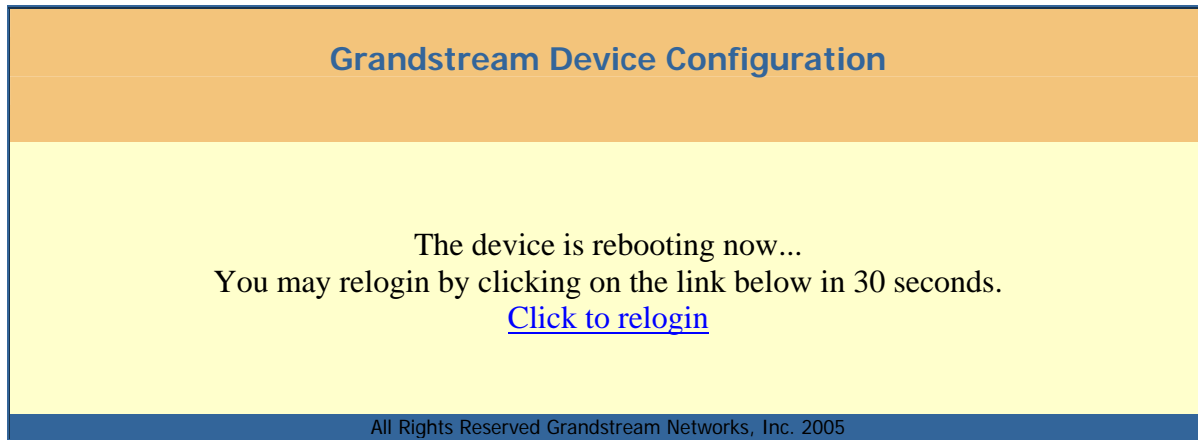 Grandstream Device Configuration
The device is rebooting now...
You may relogin by clicking on the link below in 30 seconds.
Click to relogin
All Rights Reserved Grandstream Networks, Inc. 2005